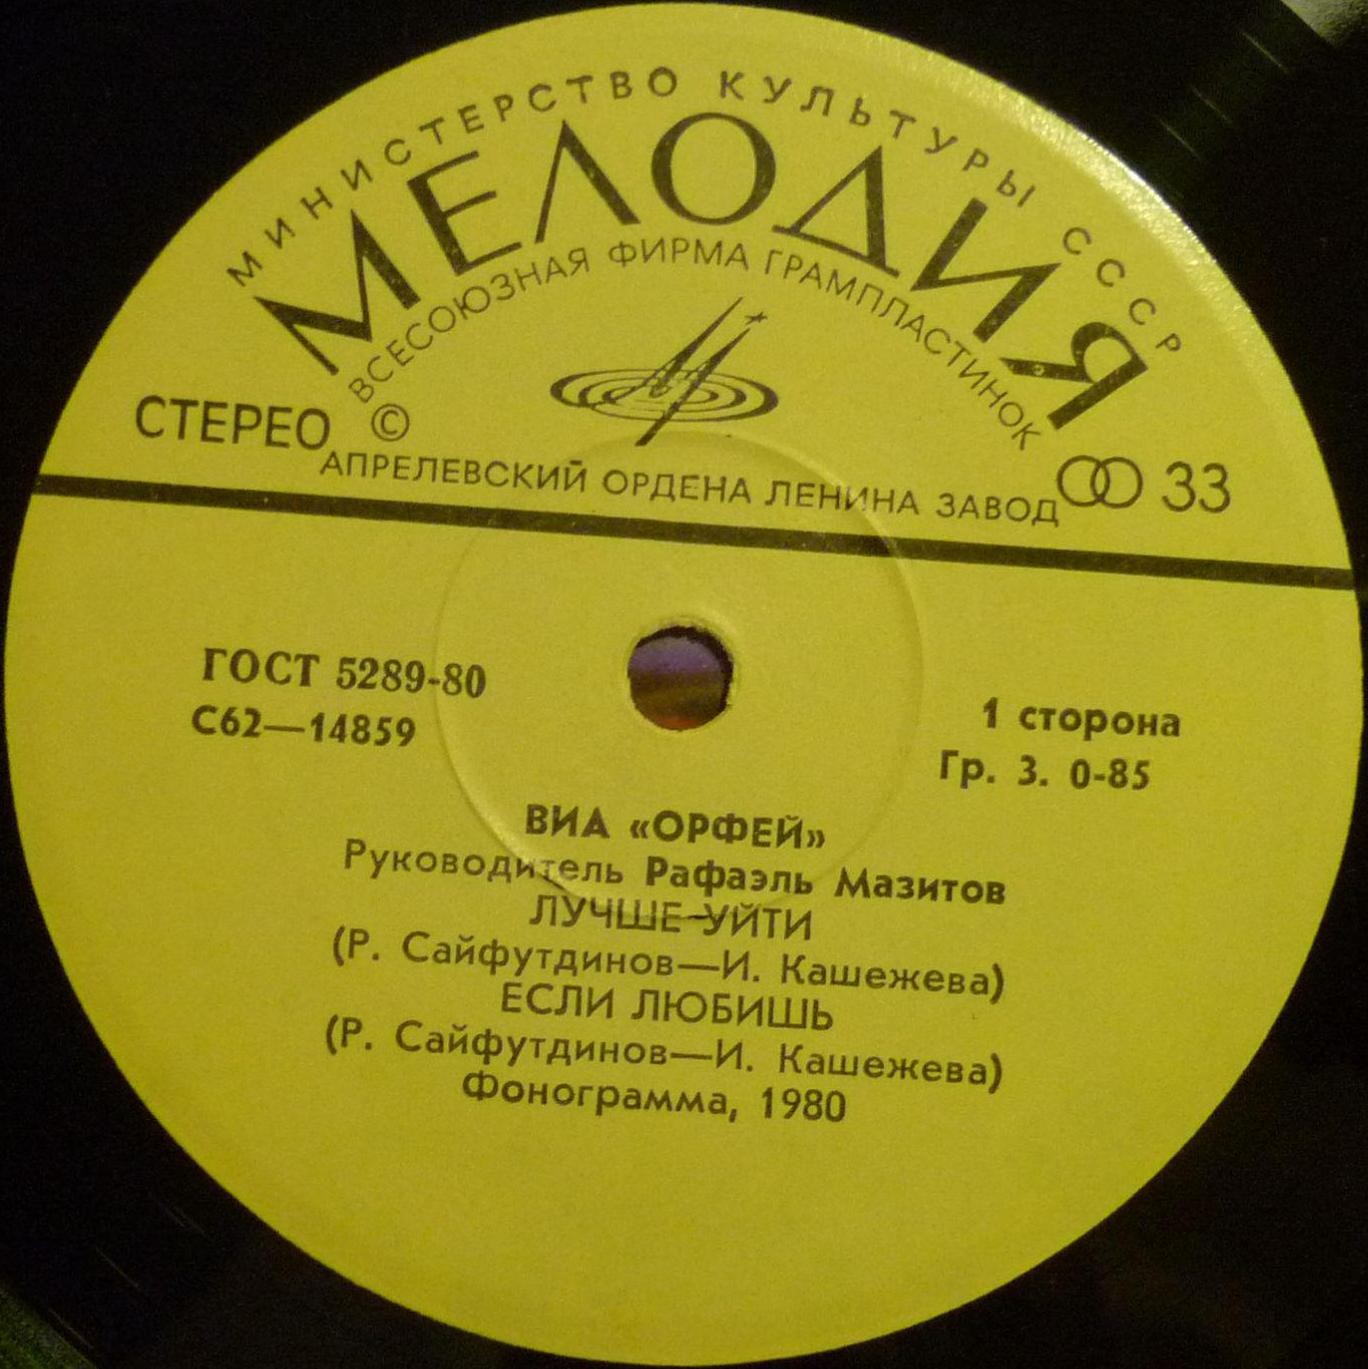 МИНИСТЕРСТВО КУЛЬТУРЫ СССР
МЕЛОДИЯ
ВСЕСОЮЗНАЯ ФИРМА ГРАМПЛАСТИНОК
СТЕРЕО © 33
АПРЕЛЕВСКИЙ ОРДЕНА ЛЕНИНА ЗАВОД
ГОСТ 5289-80
С62—14859
1 сторона
Гр. 3. 0-85
ВИА «ОРФЕЙ»
Руководитель Рафаэль Мазитов
ЛУЧШЕ УЙТИ
(Р. Сайфутдинов—И. Кашежева)
ЕСЛИ ЛЮБИШЬ
(Р. Сайфутдинов—И. Кашежева)
Фонограмма, 1980